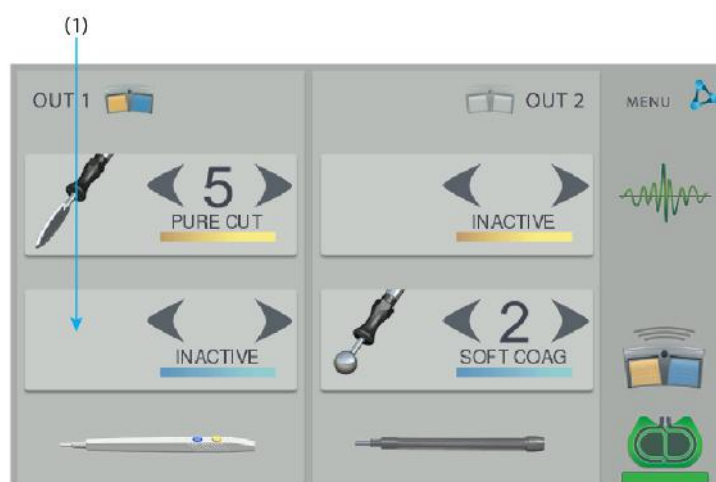 (1)
OUT 1
OUT 2
MENU
5
PURE CUT
INACTIVE
INACTIVE
2
SOFT COAG